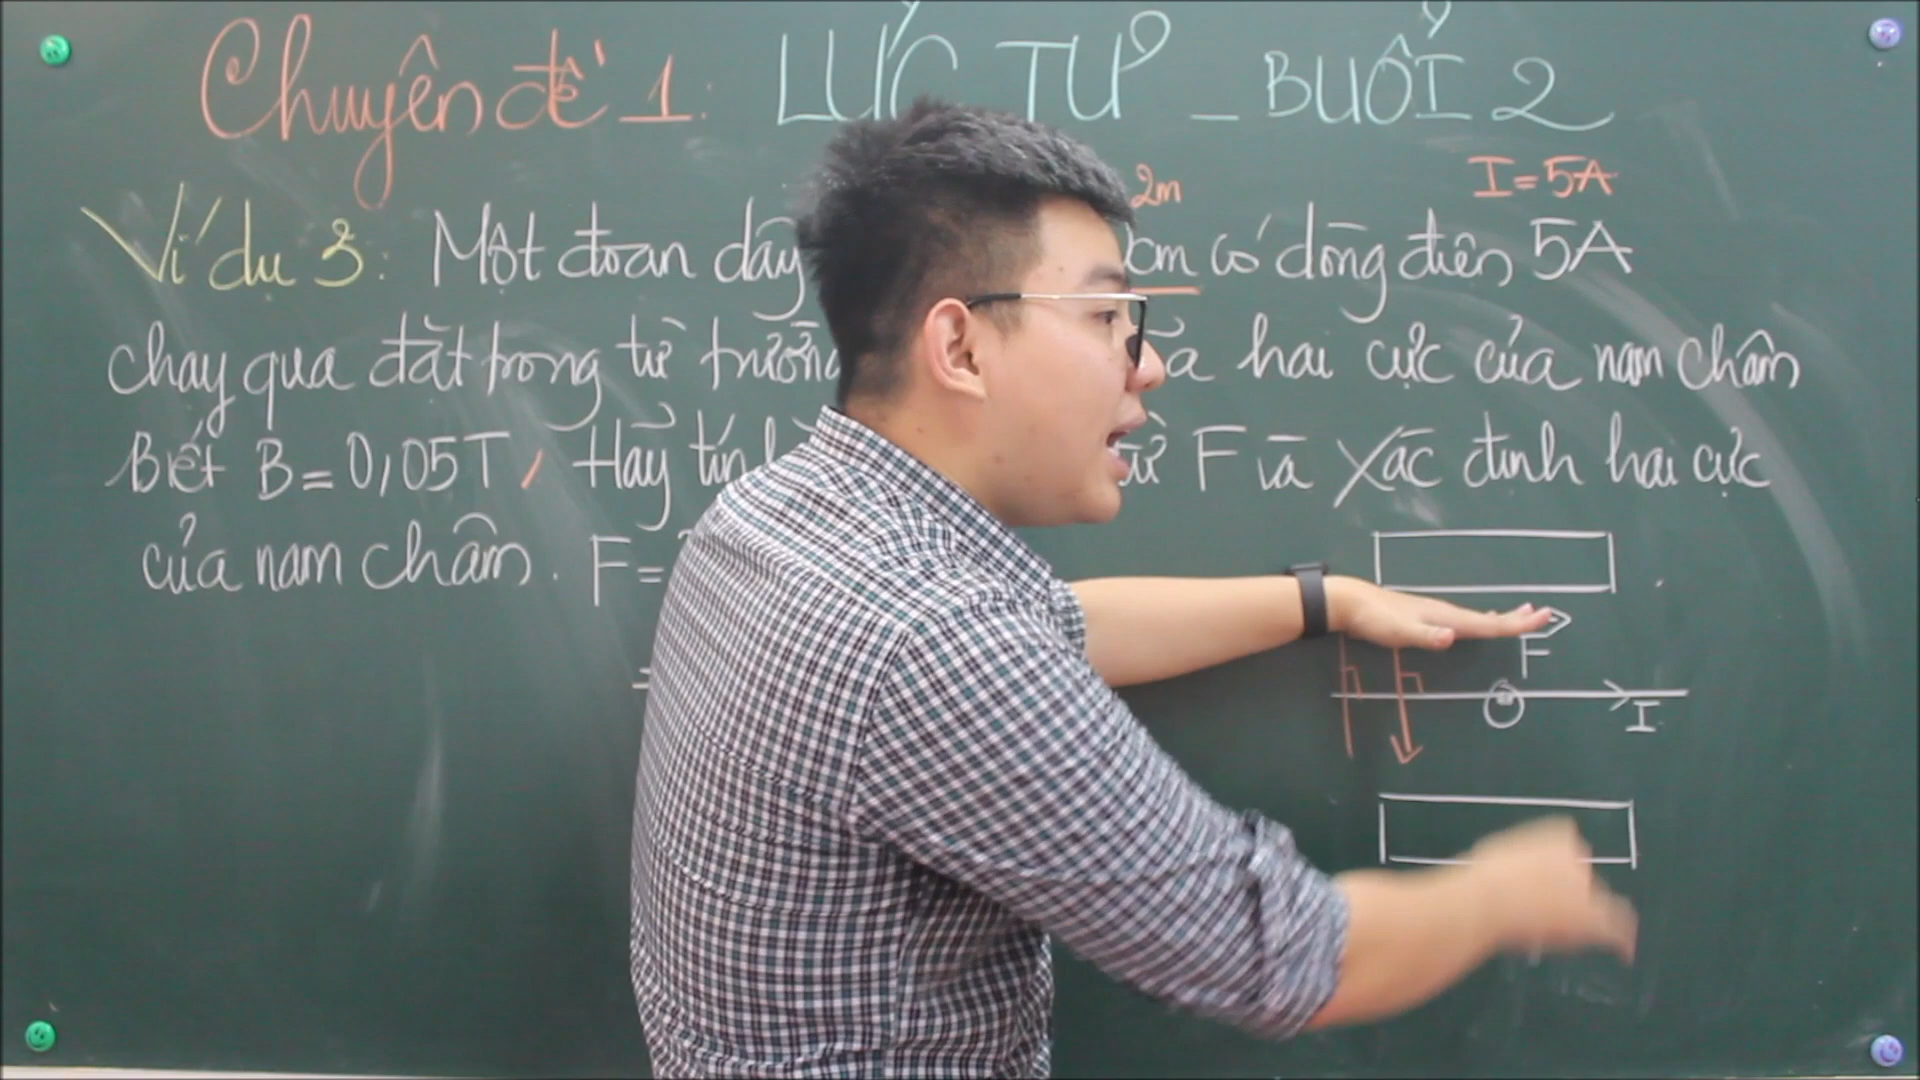 Chuyên đề 1: LỰC TỪ - BUỔI 2
2m I = 5A
Ví dụ 3: Một đoạn dây cm có dòng điện 5A
chạy qua đặt trong từ trường hai cực của nam châm
Biết B = 0,05T, Hãy tính F và xác định hai cực
của nam châm. F =
=
F
I